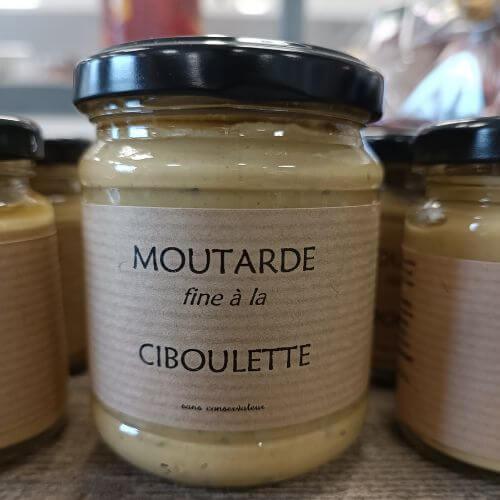 MOUTARDE
fine à la
CIBOULETTE
sans conservateur